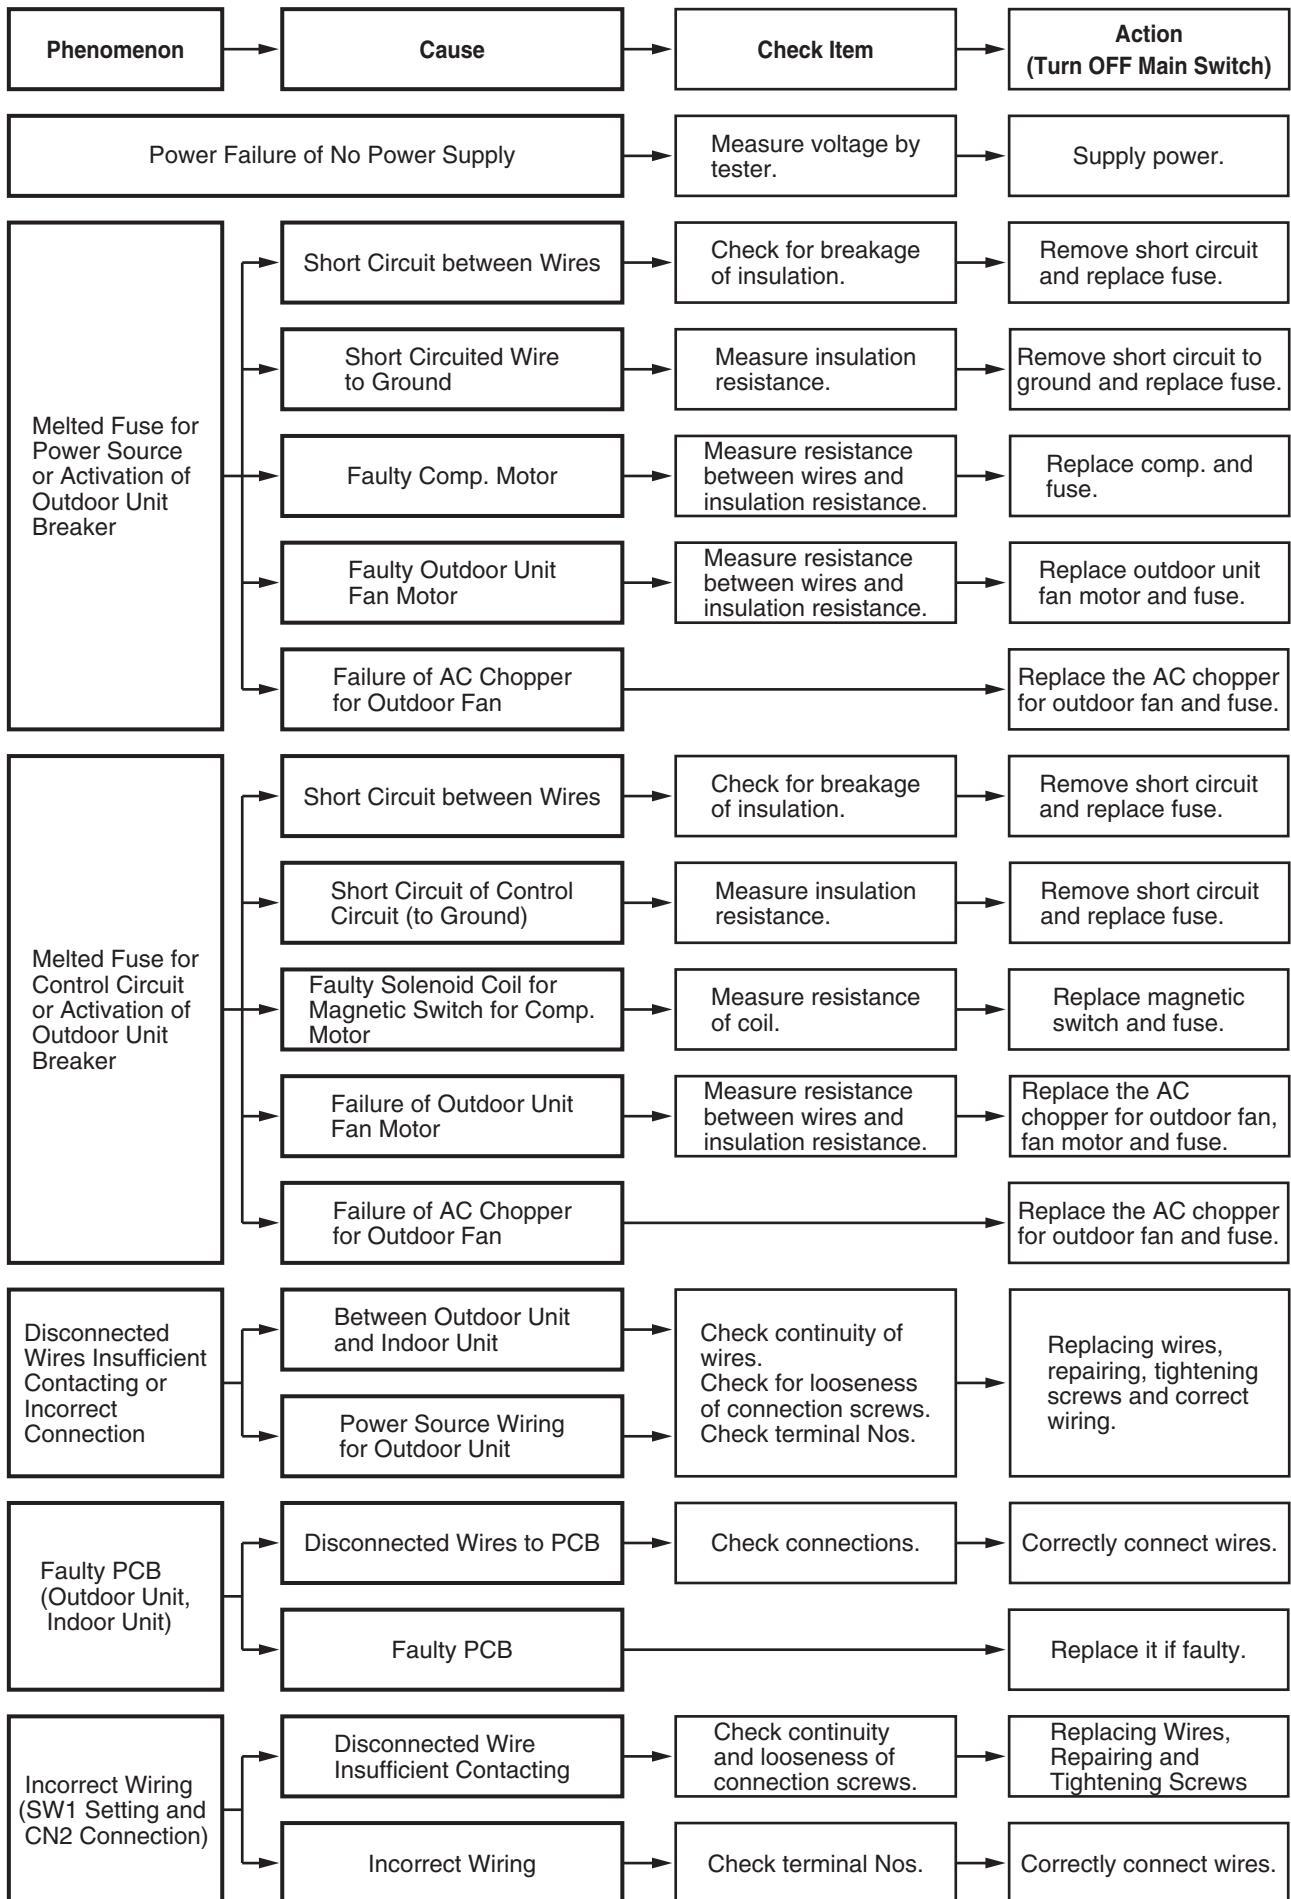 Phenomenon
Cause
Check Item
Action
(Turn OFF Main Switch)
Power Failure of No Power Supply
Measure voltage by
tester.
Supply power.
Melted Fuse for
Power Source
or Activation of
Outdoor Unit
Breaker
Short Circuit between Wires
Check for breakage
of insulation.
Remove short circuit
and replace fuse.
Short Circuited Wire
to Ground
Measure insulation
resistance.
Remove short circuit to
ground and replace fuse.
Faulty Comp. Motor
Measure resistance
between wires and
insulation resistance.
Replace comp. and
fuse.
Faulty Outdoor Unit
Fan Motor
Measure resistance
between wires and
insulation resistance.
Replace outdoor unit
fan motor and fuse.
Failure of AC Chopper
for Outdoor Fan
Replace the AC chopper
for outdoor fan and fuse.
Melted Fuse for
Control Circuit
or Activation of
Outdoor Unit
Breaker
Short Circuit between Wires
Check for breakage
of insulation.
Remove short circuit
and replace fuse.
Short Circuit of Control
Circuit (to Ground)
Measure insulation
resistance.
Remove short circuit
and replace fuse.
Faulty Solenoid Coil for
Magnetic Switch for Comp.
Motor
Measure resistance
of coil.
Replace magnetic
switch and fuse.
Failure of Outdoor Unit
Fan Motor
Measure resistance
between wires and
insulation resistance.
Replace the AC
chopper for outdoor fan,
fan motor and fuse.
Failure of AC Chopper
for Outdoor Fan
Replace the AC chopper
for outdoor fan and fuse.
Disconnected
Wires Insufficient
Contacting or
Incorrect
Connection
Between Outdoor Unit
and Indoor Unit
Power Source Wiring
for Outdoor Unit
Check continuity of
wires.
Check for looseness
of connection screws.
Check terminal Nos.
Replacing wires,
repairing, tightening
screws and correct
wiring.
Faulty PCB
(Outdoor Unit,
Indoor Unit)
Disconnected Wires to PCB
Check connections.
Correctly connect wires.
Faulty PCB
Replace it if faulty.
Incorrect Wiring
(SW1 Setting and
CN2 Connection)
Disconnected Wire
Insufficient Contacting
Check continuity
and looseness of
connection screws.
Replacing Wires,
Repairing and
Tightening Screws
Incorrect Wiring
Check terminal Nos.
Correctly connect wires.